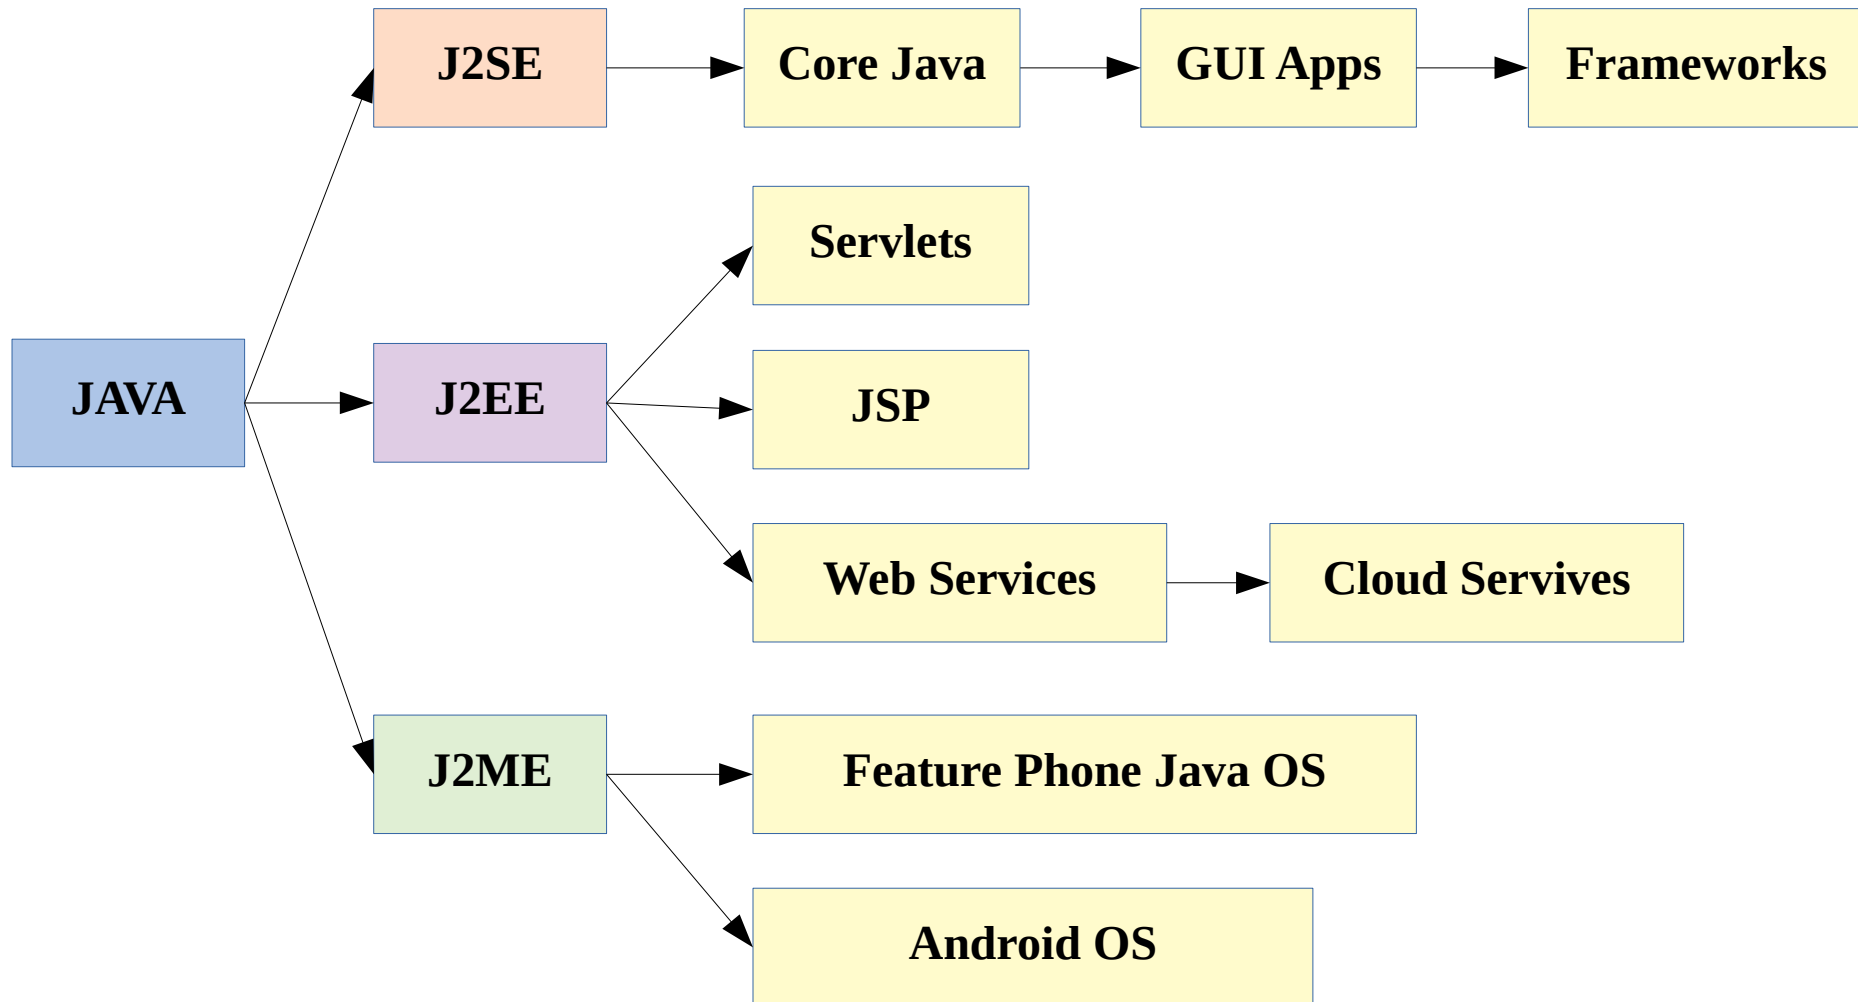 J2SE
Core Java
GUI Apps
Frameworks
Servlets
JAVA
J2EE
JSP
Web Services
Cloud Servives
J2ME
Feature Phone Java OS
Android OS